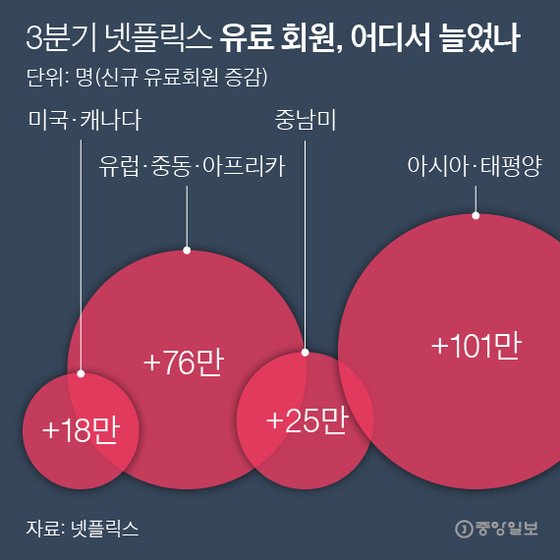 3분기 넷플릭스 유료 회원, 어디서 늘었나
단위: 명(신규 유료회원 증감)
미국·캐나다
중남미
유럽·중동·아프리카
아시아·태평양
+101만
+76만
+25만
+18만
자료: 넷플릭스
중앙일보